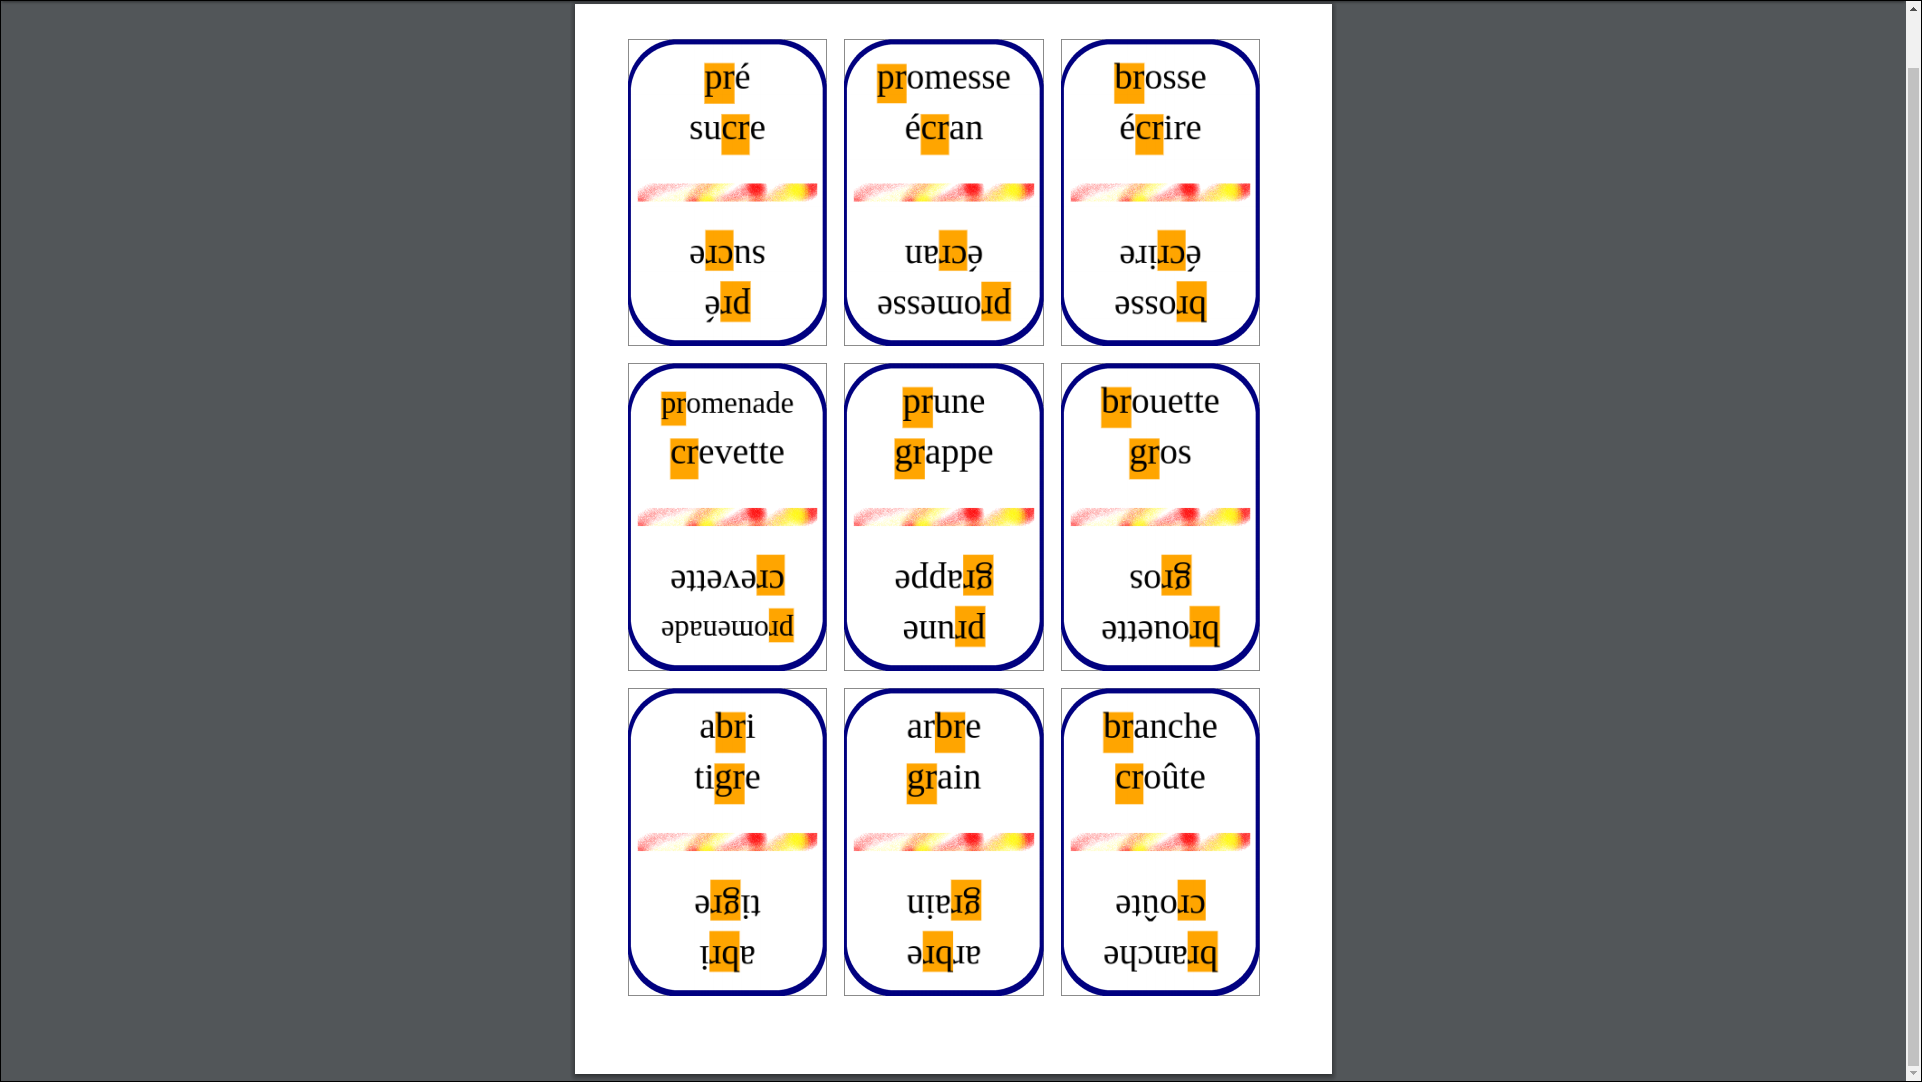 pré
sucre
sucre
pré
promesse
écran
écran
promesse
brosse
écrire
écrire
brosse
promenade
crevette
crevette
promenade
prune
grappe
grappe
prune
brouette
gros
gros
brouette
abri
tigre
tigre
abri
arbre
grain
grain
arbre
branche
croûte
croûte
branche